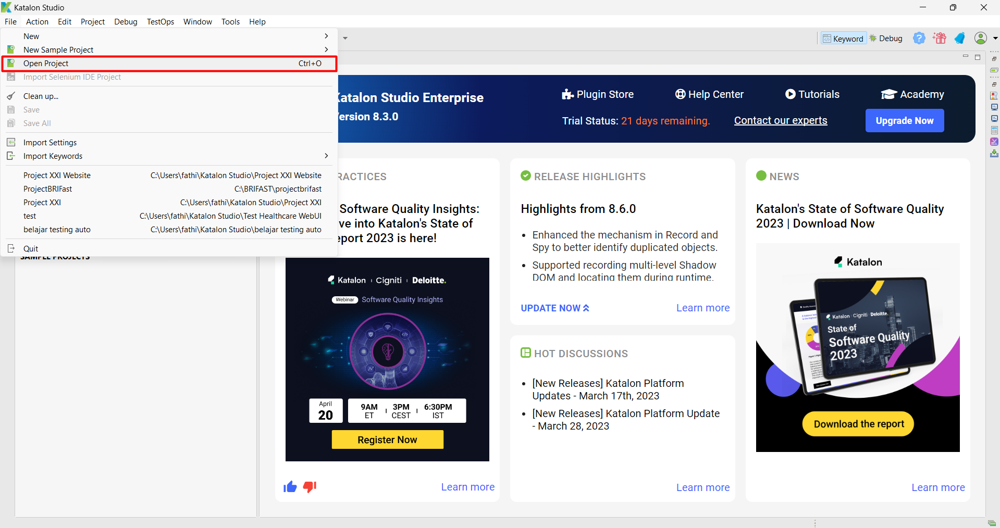 Katalon Studio
File Action Edit Project Debug TestOps Window Tools Help
New
New Sample Project
Open Project Ctrl+O
Import Selenium IDE Project
Clean up...
Save
Save All
Import Settings
Import Keywords
Project XXI Website C:\Users\fathi\Katalon Studio\Project XXI Website
ProjectBRIFast C:\BRIFAST\projectbrifast
Project XXI C:\Users\fathi\Katalon Studio\Project XXI
test C:\Users\fathi\Katalon Studio\Test Healthcare WebUI
belajar testing auto C:\Users\fathi\Katalon Studio\belajar testing auto
Quit
SAMPLE PROJECTS
Keyword Debug
Katalon Studio Enterprise
ersion 8.3.0
Plugin Store Help Center Tutorials Academy
Trial Status: 21 days remaining. Contact our experts Upgrade Now
RACTICES
Software Quality Insights:
ve into Katalon's State of
eport 2023 is here!
Katalon Cigniti Deloitte.
Webinar Software Quality Insights
April
20
9AM 3PM 6:30PM
ET CEST IST
Register Now
Learn more
RELEASE HIGHLIGHTS
Highlights from 8.6.0
• Enhanced the mechanism in Record and
Spy to better identify duplicated objects.
• Supported recording multi-level Shadow
DOM and locating them during runtime.
UPDATE NOW Learn more
HOT DISCUSSIONS
• [New Releases] Katalon Platform
Updates - March 17th, 2023
• [New Releases] Katalon Platform Update
- March 28, 2023
Learn more
NEWS
Katalon's State of Software Quality
2023 | Download Now
Katalon
Katalon Cigniti Deloitte.
State of
Software Quality
2023
Download the report
Learn more